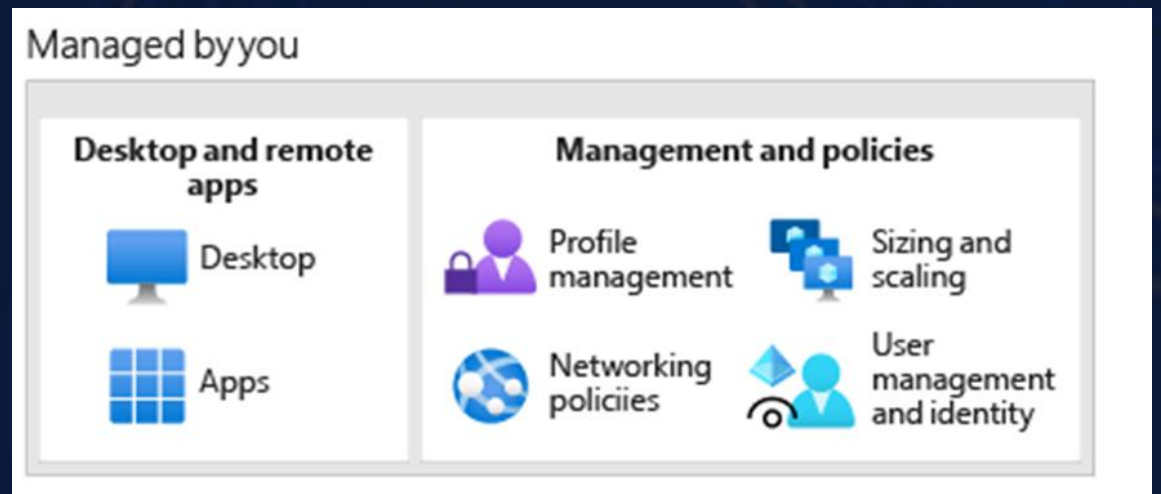 Managed by you
Desktop and remote
apps
Desktop
Apps
Management and policies
Profile
management
Sizing and
scaling
Networking
policiies
User
management
and identity